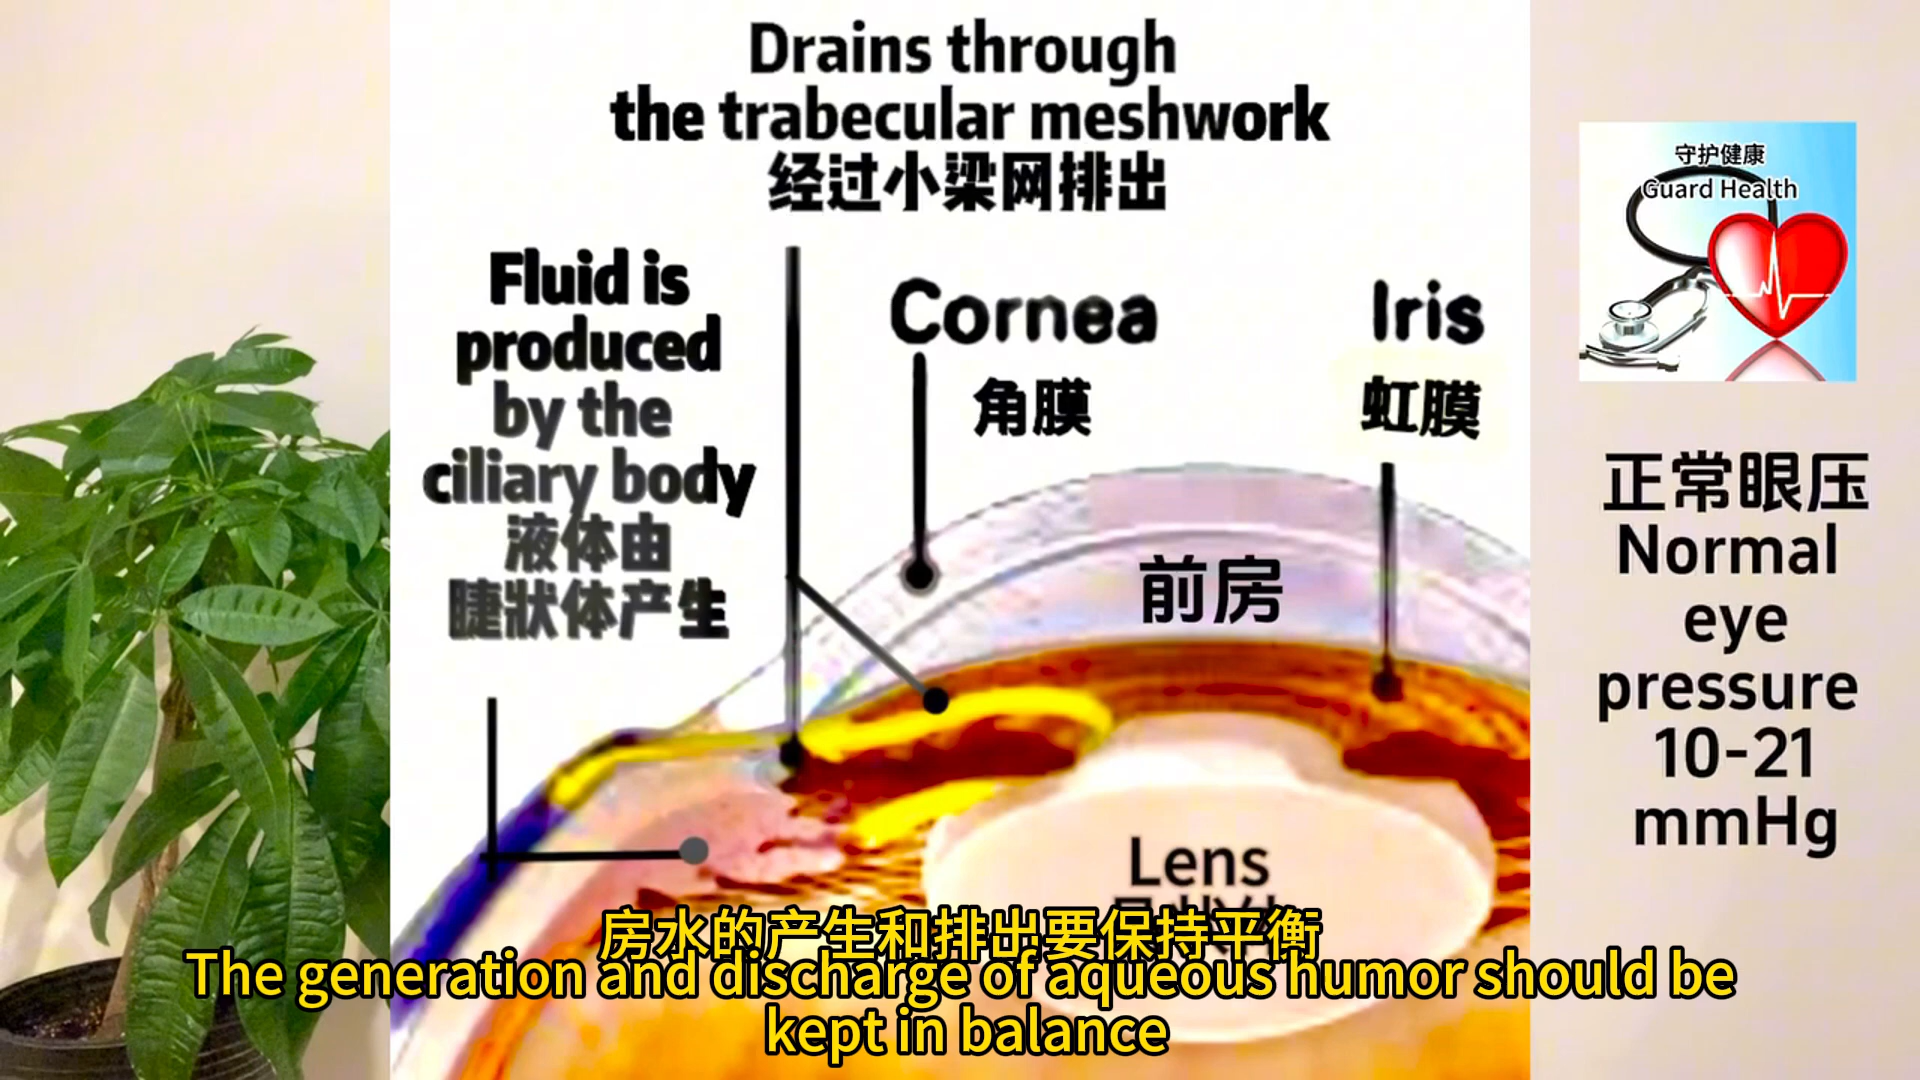 Drains through
the trabecular meshwork
经过小梁网排出
Fluid is
produced
by the
ciliary body
液体由
睫狀体产生
Cornea
角膜
Iris
虹膜
前房
Lens
守护健康
Guard Health
正常眼压
Normal
eye
pressure
10-21
mmHg
房水的产生和排出要保持平衡
The generation and discharge of aqueous humor should be
kept in balance